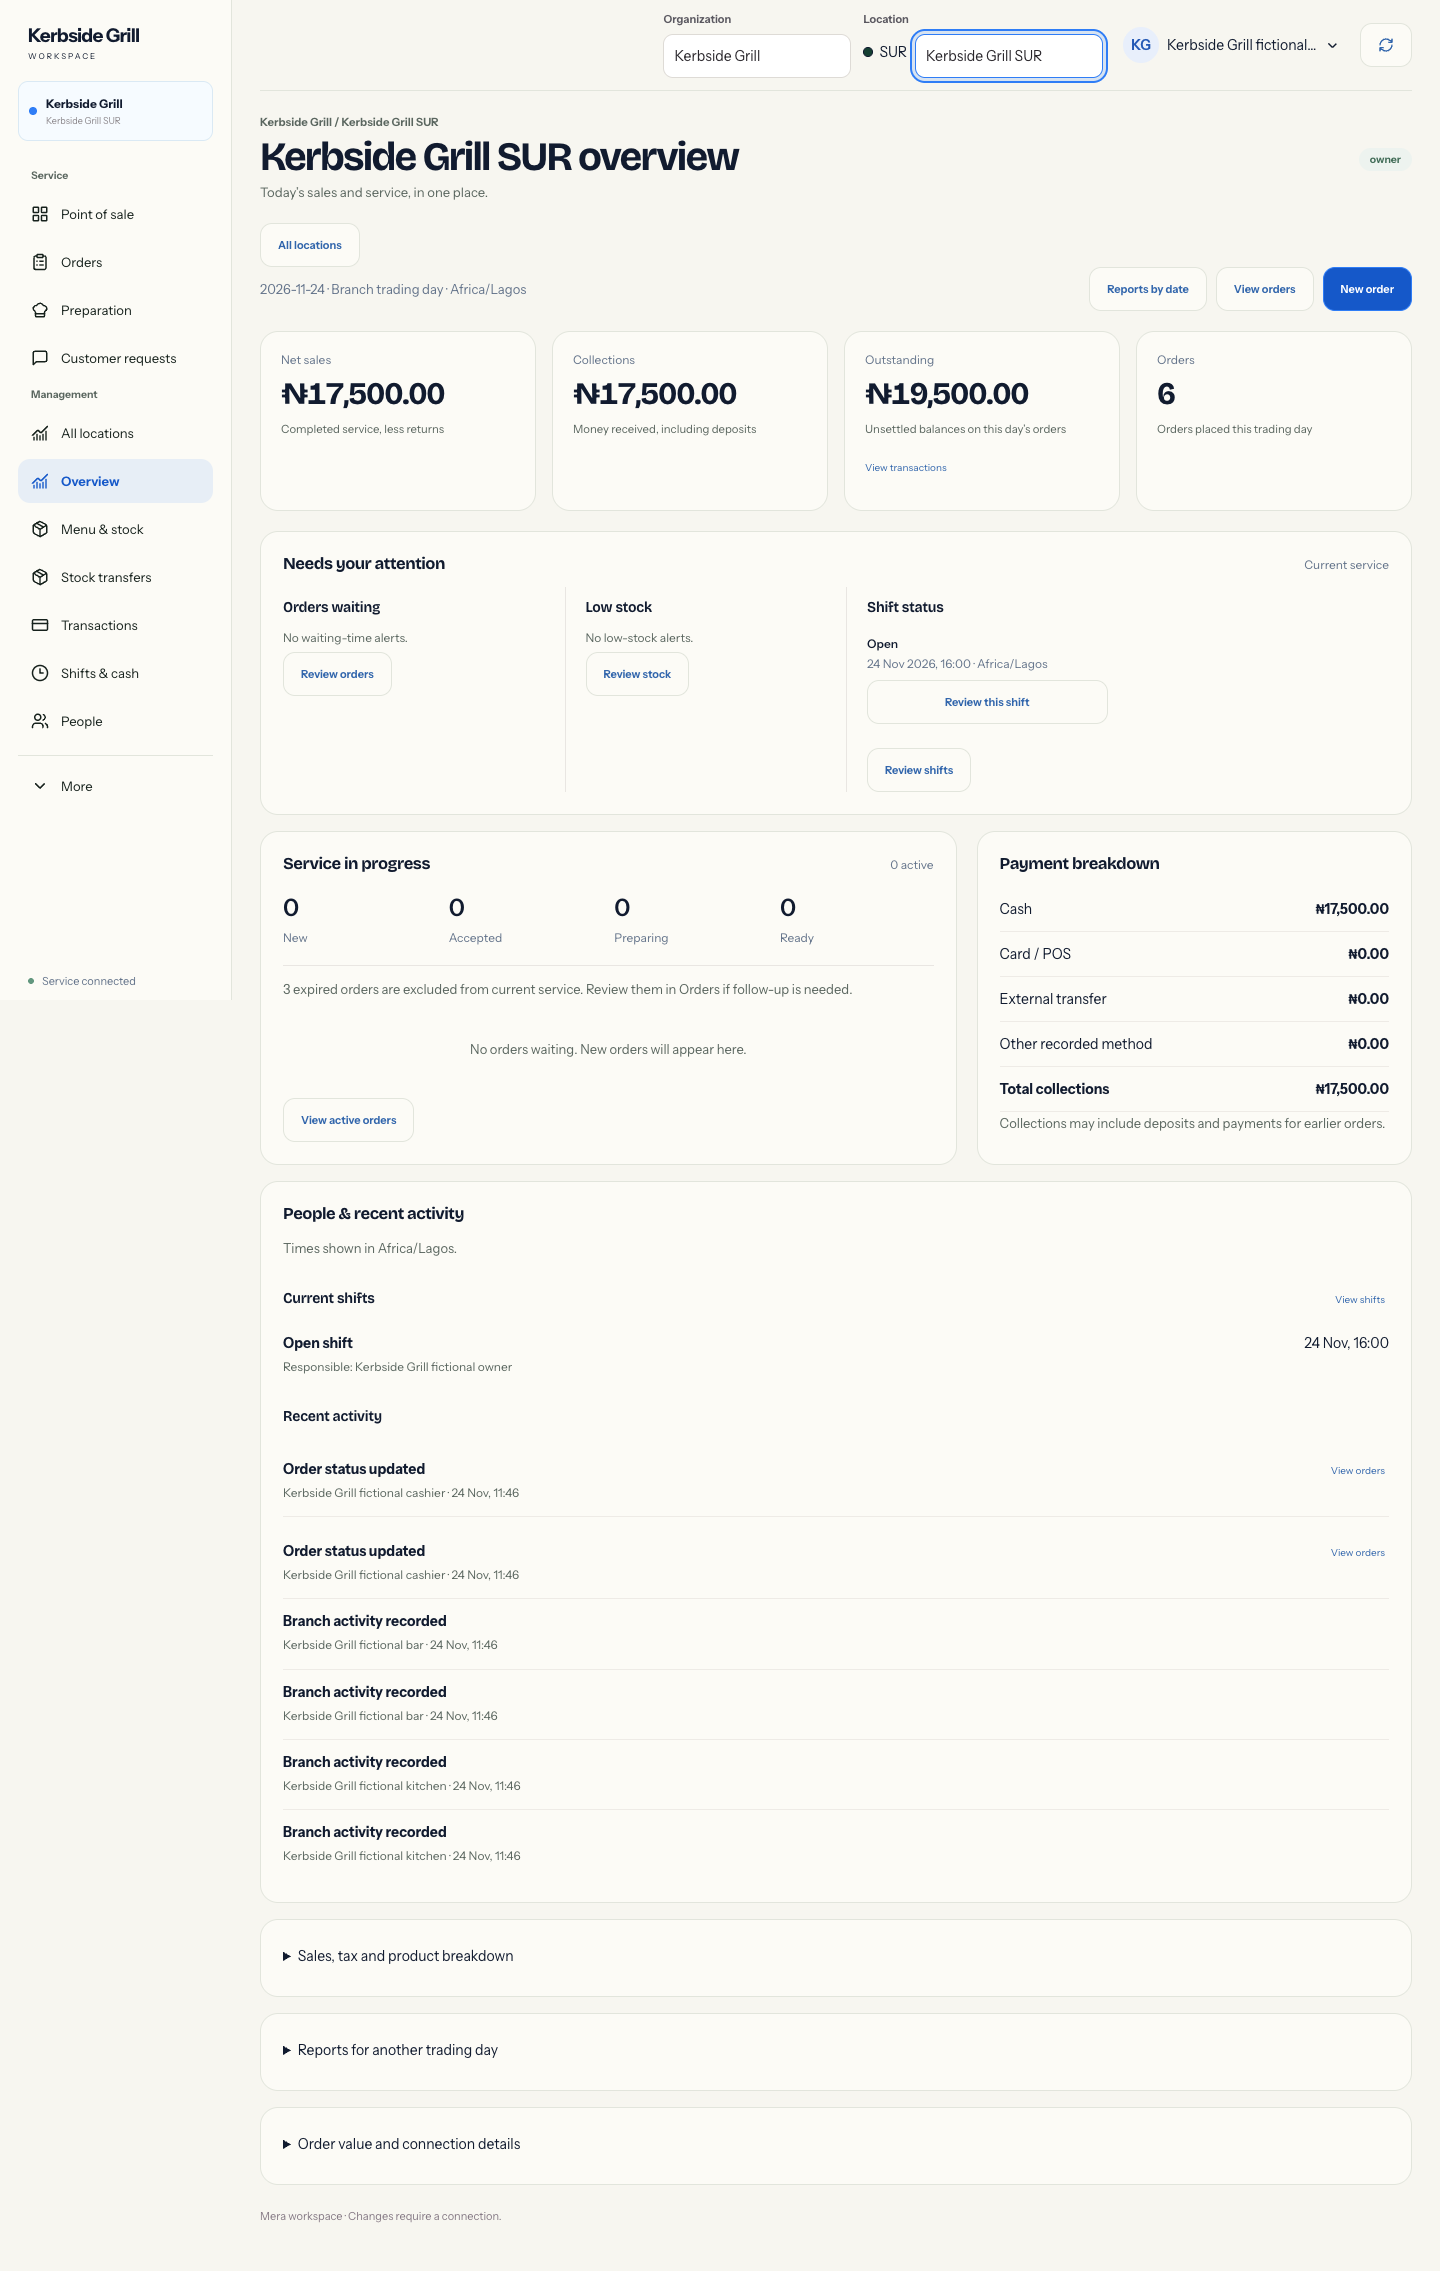 Kerbside Grill
WORKSPACE
Kerbside Grill
Kerbside Grill SUR
Service
Point of sale
Orders
Preparation
Customer requests
Management
All locations
Overview
Menu & stock
Stock transfers
Transactions
Shifts & cash
People
More
Service connected
Organization
Kerbside Grill
Location
SUR
Kerbside Grill SUR
KG
Kerbside Grill fictional...
Kerbside Grill / Kerbside Grill SUR
Kerbside Grill SUR overview
owner
Today's sales and service, in one place.
All locations
2026-11-24 · Branch trading day · Africa/Lagos
Reports by date
View orders
New order
Net sales
₦17,500.00
Completed service, less returns
Collections
₦17,500.00
Money received, including deposits
Outstanding
₦19,500.00
Unsettled balances on this day's orders
View transactions
Orders
6
Orders placed this trading day
Needs your attention
Current service
Orders waiting
No waiting-time alerts.
Review orders
Low stock
No low-stock alerts.
Review stock
Shift status
Open
24 Nov 2026, 16:00 · Africa/Lagos
Review this shift
Review shifts
Service in progress
0 active
0
New
0
Accepted
0
Preparing
0
Ready
3 expired orders are excluded from current service. Review them in Orders if follow-up is needed.
No orders waiting. New orders will appear here.
View active orders
Payment breakdown
Cash ₦17,500.00
Card / POS ₦0.00
External transfer ₦0.00
Other recorded method ₦0.00
Total collections ₦17,500.00
Collections may include deposits and payments for earlier orders.
People & recent activity
Times shown in Africa/Lagos.
Current shifts
View shifts
Open shift
24 Nov, 16:00
Responsible: Kerbside Grill fictional owner
Recent activity
Order status updated
View orders
Kerbside Grill fictional cashier · 24 Nov, 11:46
Order status updated
View orders
Kerbside Grill fictional cashier · 24 Nov, 11:46
Branch activity recorded
Kerbside Grill fictional bar · 24 Nov, 11:46
Branch activity recorded
Kerbside Grill fictional bar · 24 Nov, 11:46
Branch activity recorded
Kerbside Grill fictional kitchen · 24 Nov, 11:46
Branch activity recorded
Kerbside Grill fictional kitchen · 24 Nov, 11:46
Sales, tax and product breakdown
Reports for another trading day
Order value and connection details
Mera workspace · Changes require a connection.